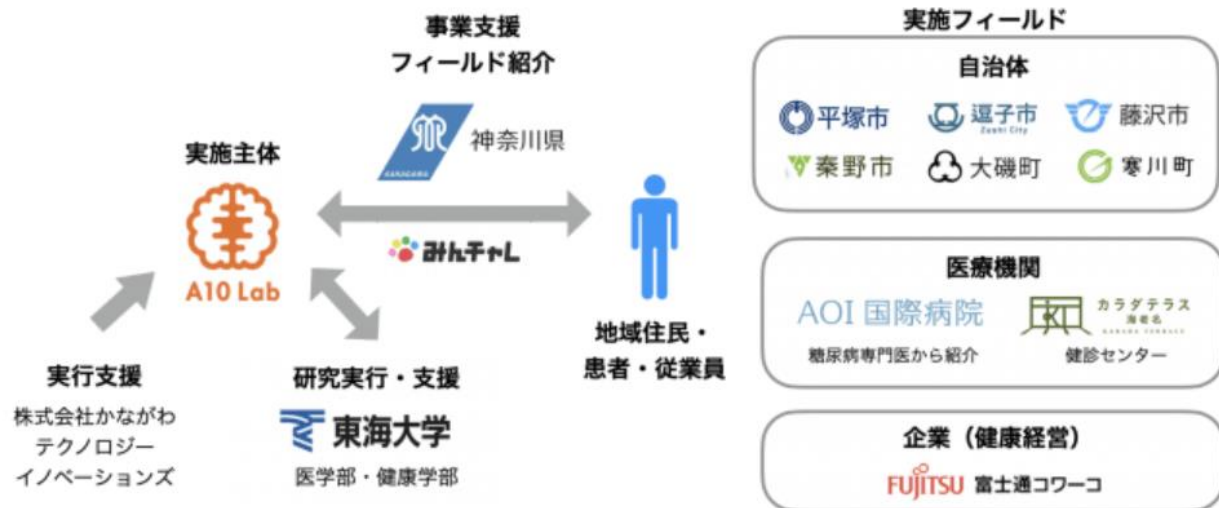 事業支援
フィールド紹介
KANAGAWA
神奈川県
実施主体
A10 Lab
みんチャレ
地域住民・
患者・従業員
実行支援
株式会社かながわ
テクノロジー
イノベーションズ
研究実行・支援
東海大学
医学部・健康学部
実施フィールド
自治体
平塚市
逗子市
Zushi City
藤沢市
秦野市
大磯町
寒川町
医療機関
AOI 国際病院
糖尿病専門医から紹介
カラダテラス
海老名
KARADA TERRACE
健診センター
企業（健康経営）
FUJITSU 富士通コワーコ